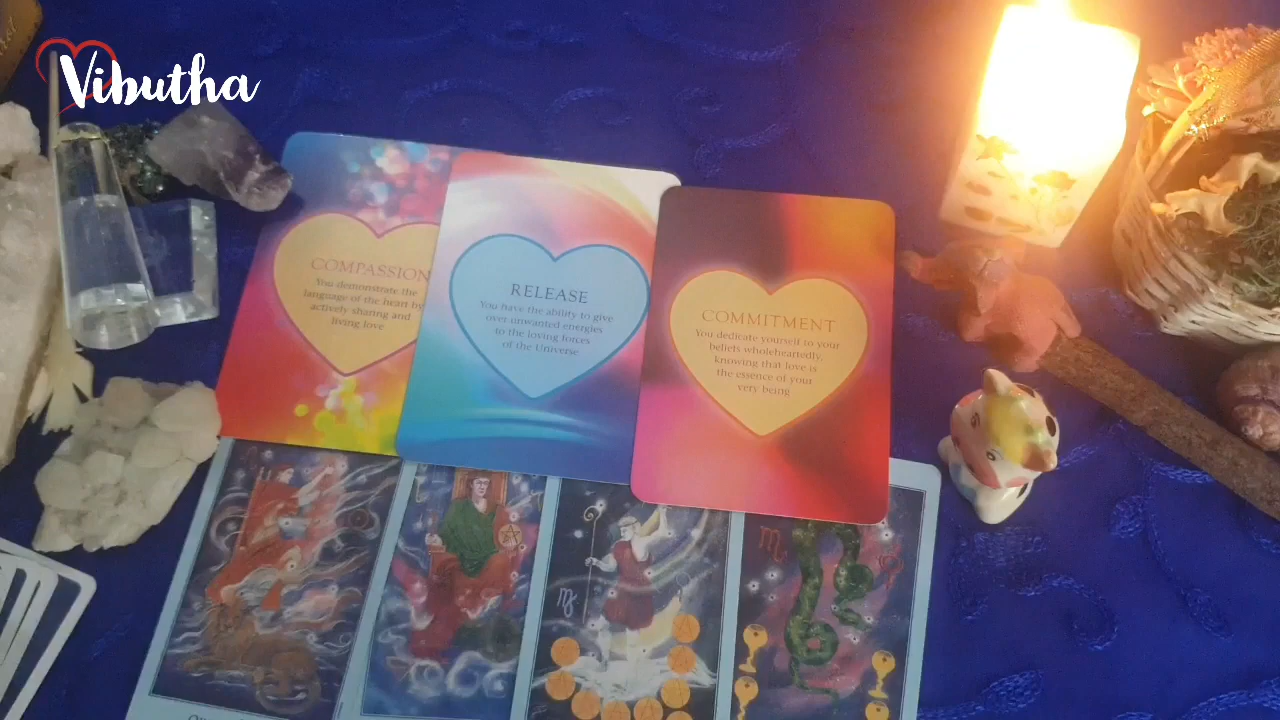 Vibutha
COMPASSION
You demonstrate the
language of the heart by
actively sharing and
living love
RELEASE
You have the ability to give
over unwanted energies
to the loving forces
of the Universe
COMMITMENT
You dedicate yourself to your
beliefs wholeheartedly,
knowing that love is
the essence of your
very being